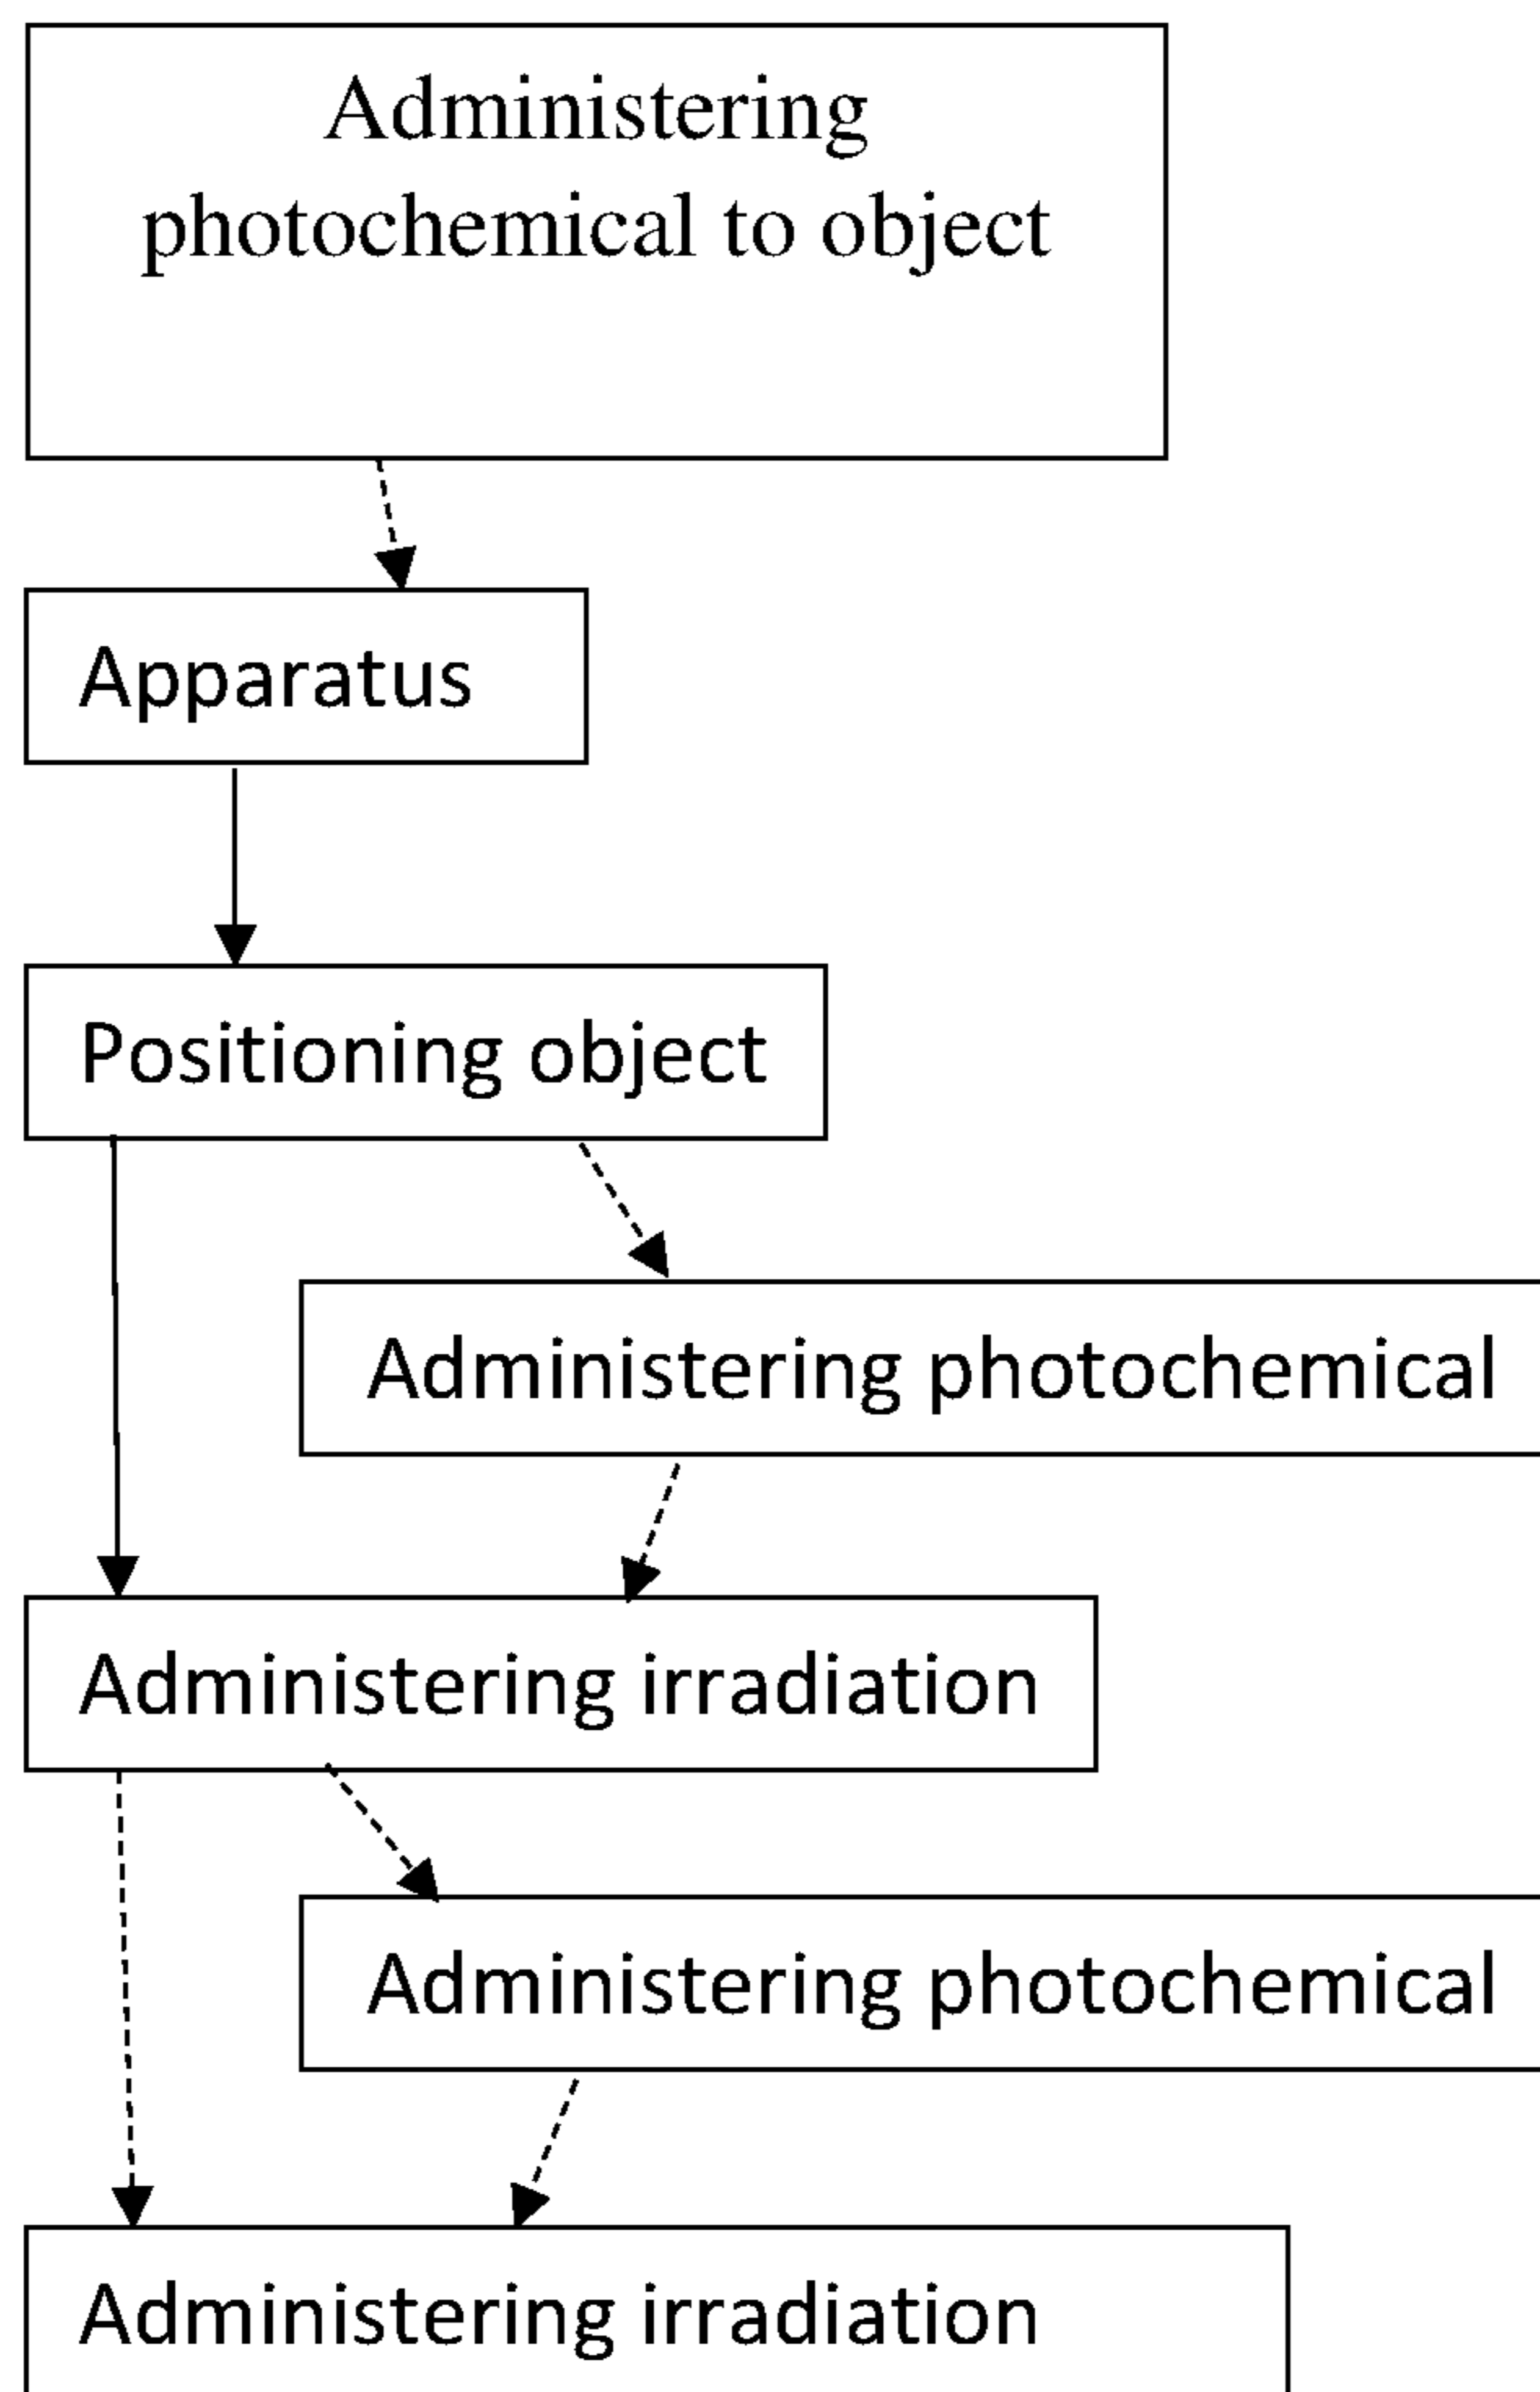 Administering
photochemical to object
Apparatus
Positioning object
Administering photochemical
Administering irradiation
Administering photochemical
Administering irradiation